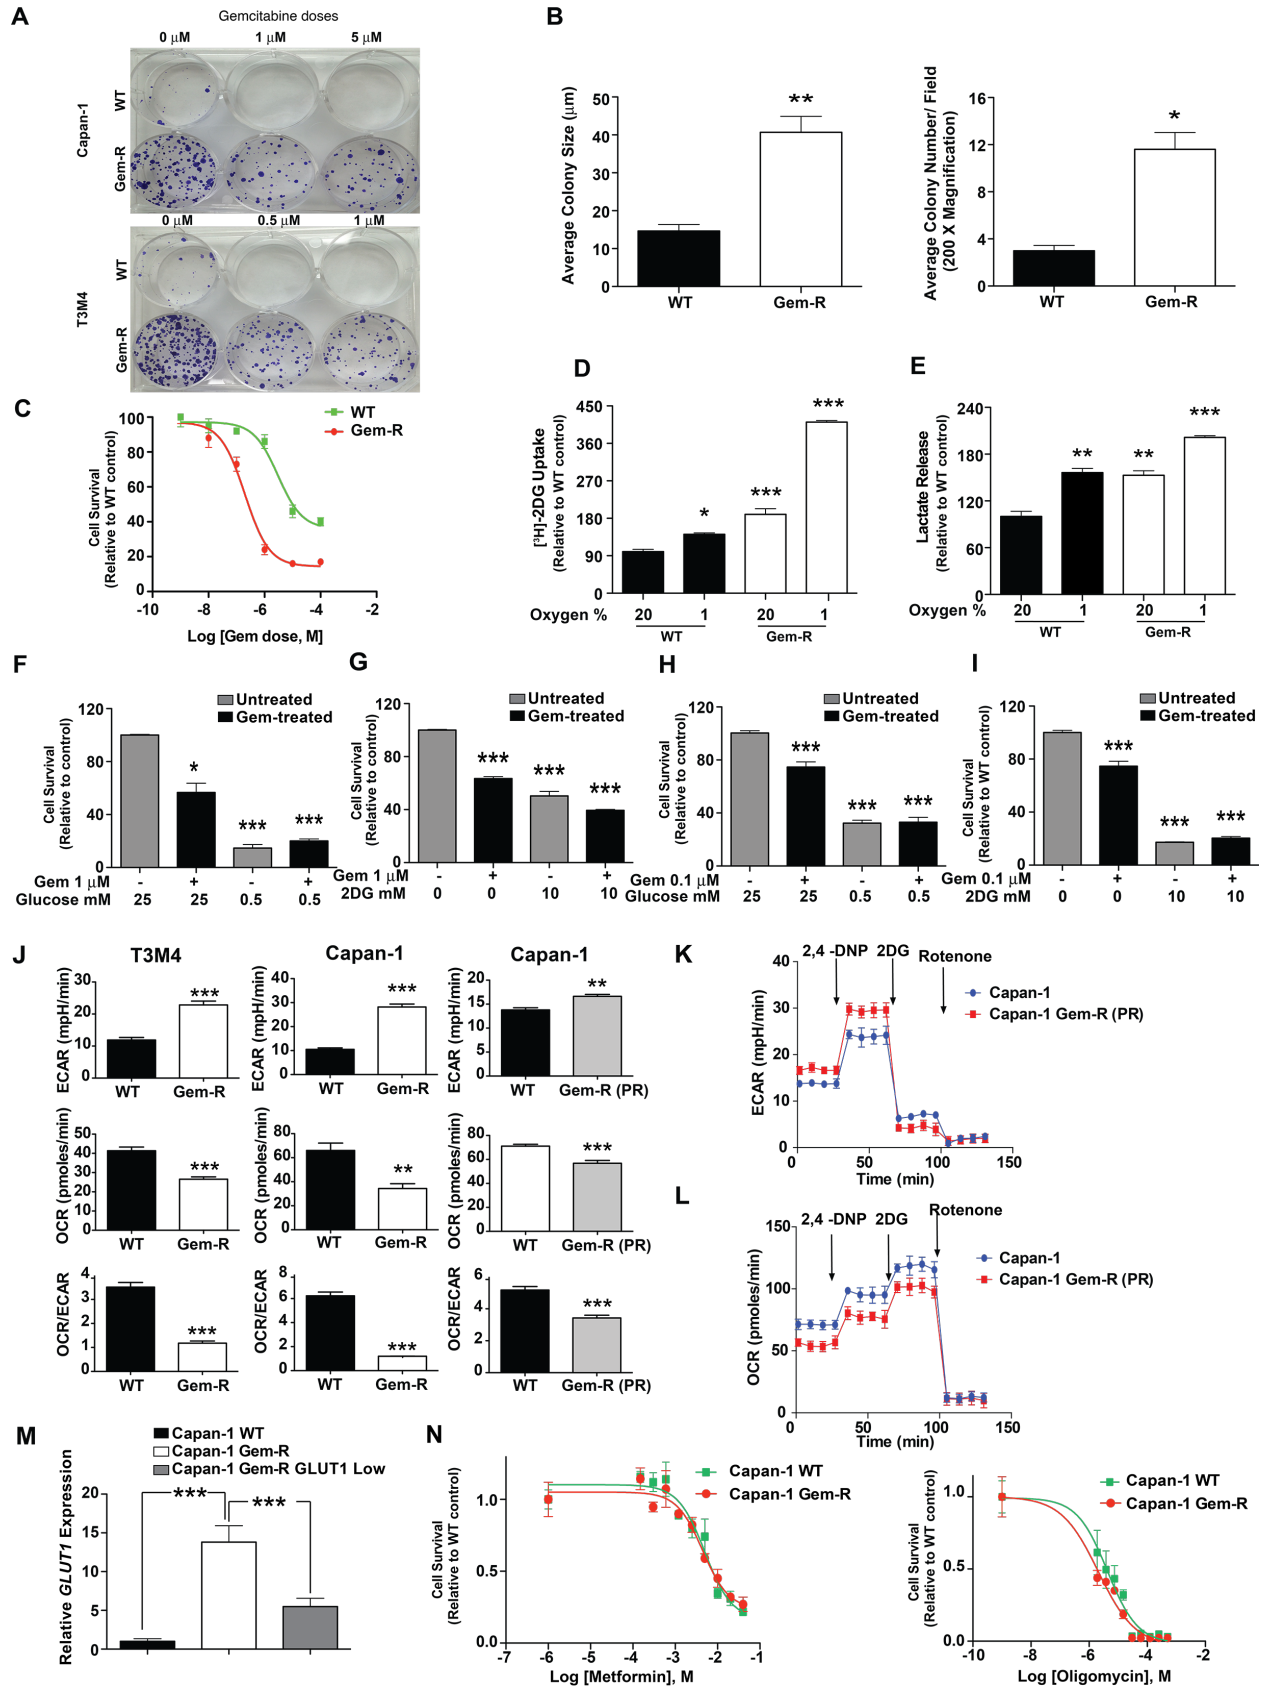 A
Gemcitabine doses
0 µM 1 µM 5 µM
Capan-1
WT
Gem-R
0 µM 0.5 µM 1 µM
T3M4
WT
Gem-R
B
Average Colony Size (µm)
50
40
30
20
10
0
**
WT Gem-R
Average Colony Number/ Field
(200 X Magnification)
16
12
8
4
0
*
WT Gem-R
C
Cell Survival
(Relative to WT control)
100
80
60
40
20
0
-10 -8 -6 -4 -2
Log [Gem dose, M]
WT
Gem-R
D
[³H]-2DG Uptake
(Relative to WT control)
450
360
270
180
90
0
* *** ***
Oxygen % 20 1 20 1
WT Gem-R
E
Lactate Release
(Relative to WT control)
240
180
120
60
0
** ** ***
Oxygen % 20 1 20 1
WT Gem-R
F
Untreated
Gem-treated
Cell Survival
(Relative to control)
120
80
40
0
* *** ***
Gem 1 µM - + - +
Glucose mM 25 25 0.5 0.5
G
Untreated
Gem-treated
Cell Survival
(Relative to control)
120
80
40
0
*** *** ***
Gem 1 µM - + - +
2DG mM 0 0 10 10
H
Untreated
Gem-treated
Cell Survival
(Relative to control)
120
80
40
0
*** *** ***
Gem 0.1 µM - + - +
Glucose mM 25 25 0.5 0.5
I
Untreated
Gem-treated
Cell Survival
(Relative to WT control)
120
80
40
0
*** *** ***
Gem 0.1 µM - + - +
2DG mM 0 0 10 10
J
T3M4 Capan-1 Capan-1
ECAR (mpH/min)
30
20
10
0
***
WT Gem-R
ECAR (mpH/min)
40
30
20
10
0
***
WT Gem-R
ECAR (mpH/min)
20
15
10
5
0
**
WT Gem-R (PR)
OCR (pmoles/min)
50
40
30
20
10
0
***
WT Gem-R
OCR (pmoles/min)
80
60
40
20
0
**
WT Gem-R
OCR (pmoles/min)
80
60
40
20
0
***
WT Gem-R (PR)
OCR/ECAR
4
3
2
1
0
***
WT Gem-R
OCR/ECAR
8
6
4
2
0
***
WT Gem-R
OCR/ECAR
6
4
2
0
***
WT Gem-R (PR)
K
2,4 -DNP 2DG Rotenone
Capan-1
Capan-1 Gem-R (PR)
ECAR (mpH/min)
40
30
20
10
0
0 50 100 150
Time (min)
L
2,4 -DNP 2DG Rotenone
Capan-1
Capan-1 Gem-R (PR)
OCR (pmoles/min)
150
100
50
0
0 50 100 150
Time (min)
M
Capan-1 WT
Capan-1 Gem-R
Capan-1 Gem-R GLUT1 Low
Relative GLUT1 Expression
20
15
10
5
0
*** ***
N
Capan-1 WT
Capan-1 Gem-R
Cell Survival
(Relative to WT control)
1.0
0.5
0.0
-7 -6 -5 -4 -3 -2 -1
Log [Metformin], M
Capan-1 WT
Capan-1 Gem-R
Cell Survival
(Relative to WT control)
1.0
0.5
0.0
-10 -8 -6 -4 -2
Log [Oligomycin], M